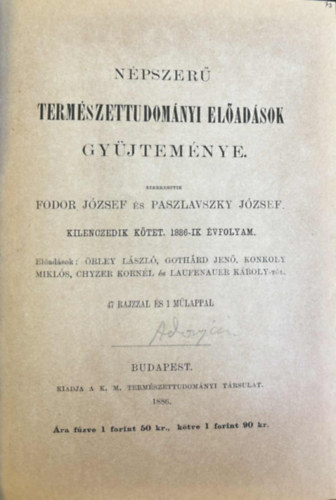 NÉPSZERŰ
TERMÉSZETTUDOMÁNYI ELŐADÁSOK
GYŰJTEMÉNYE.
SZERKESZTIK
FODOR JÓZSEF ÉS PASZLAVSZKY JÓZSEF.
KILENCZEDIK KÖTET. 1886-IK ÉVFOLYAM.
Előadások: ÖRLEY LÁSZLÓ, GOTHÁRD JENŐ, KONKOLY
MIKLÓS, CHYZER KORNÉL és LAUFENAUER KÁROLY-tól.
RAJZZAL ÉS 1 MŰLAPPAL
BUDAPEST.
KIADJA A K. M. TERMÉSZETTUDOMÁNYI TÁRSULAT.
1886.
Ára fűzve 1 forint 50 kr., kötve 1 forint 90 kr.